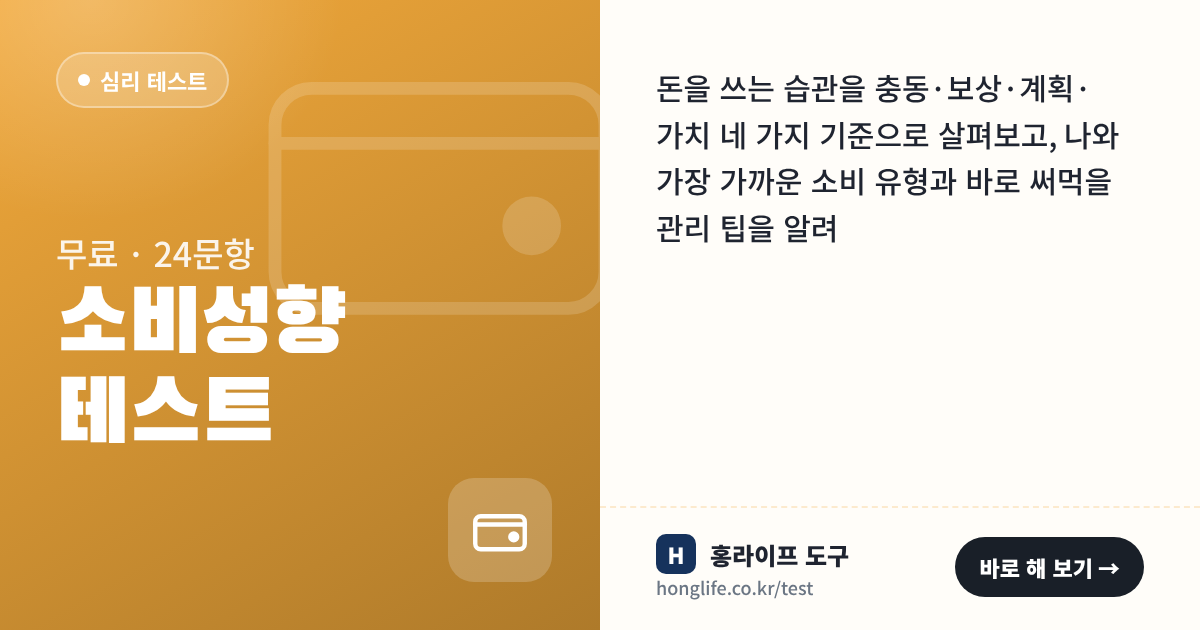 심리 테스트
무료 · 24문항
소비성향
테스트
돈을 쓰는 습관을 충동·보상·계획·
가치 네 가지 기준으로 살펴보고, 나와
가장 가까운 소비 유형과 바로 써먹을
관리 팁을 알려
H 홍라이프 도구
honglife.co.kr/test
바로 해 보기 →